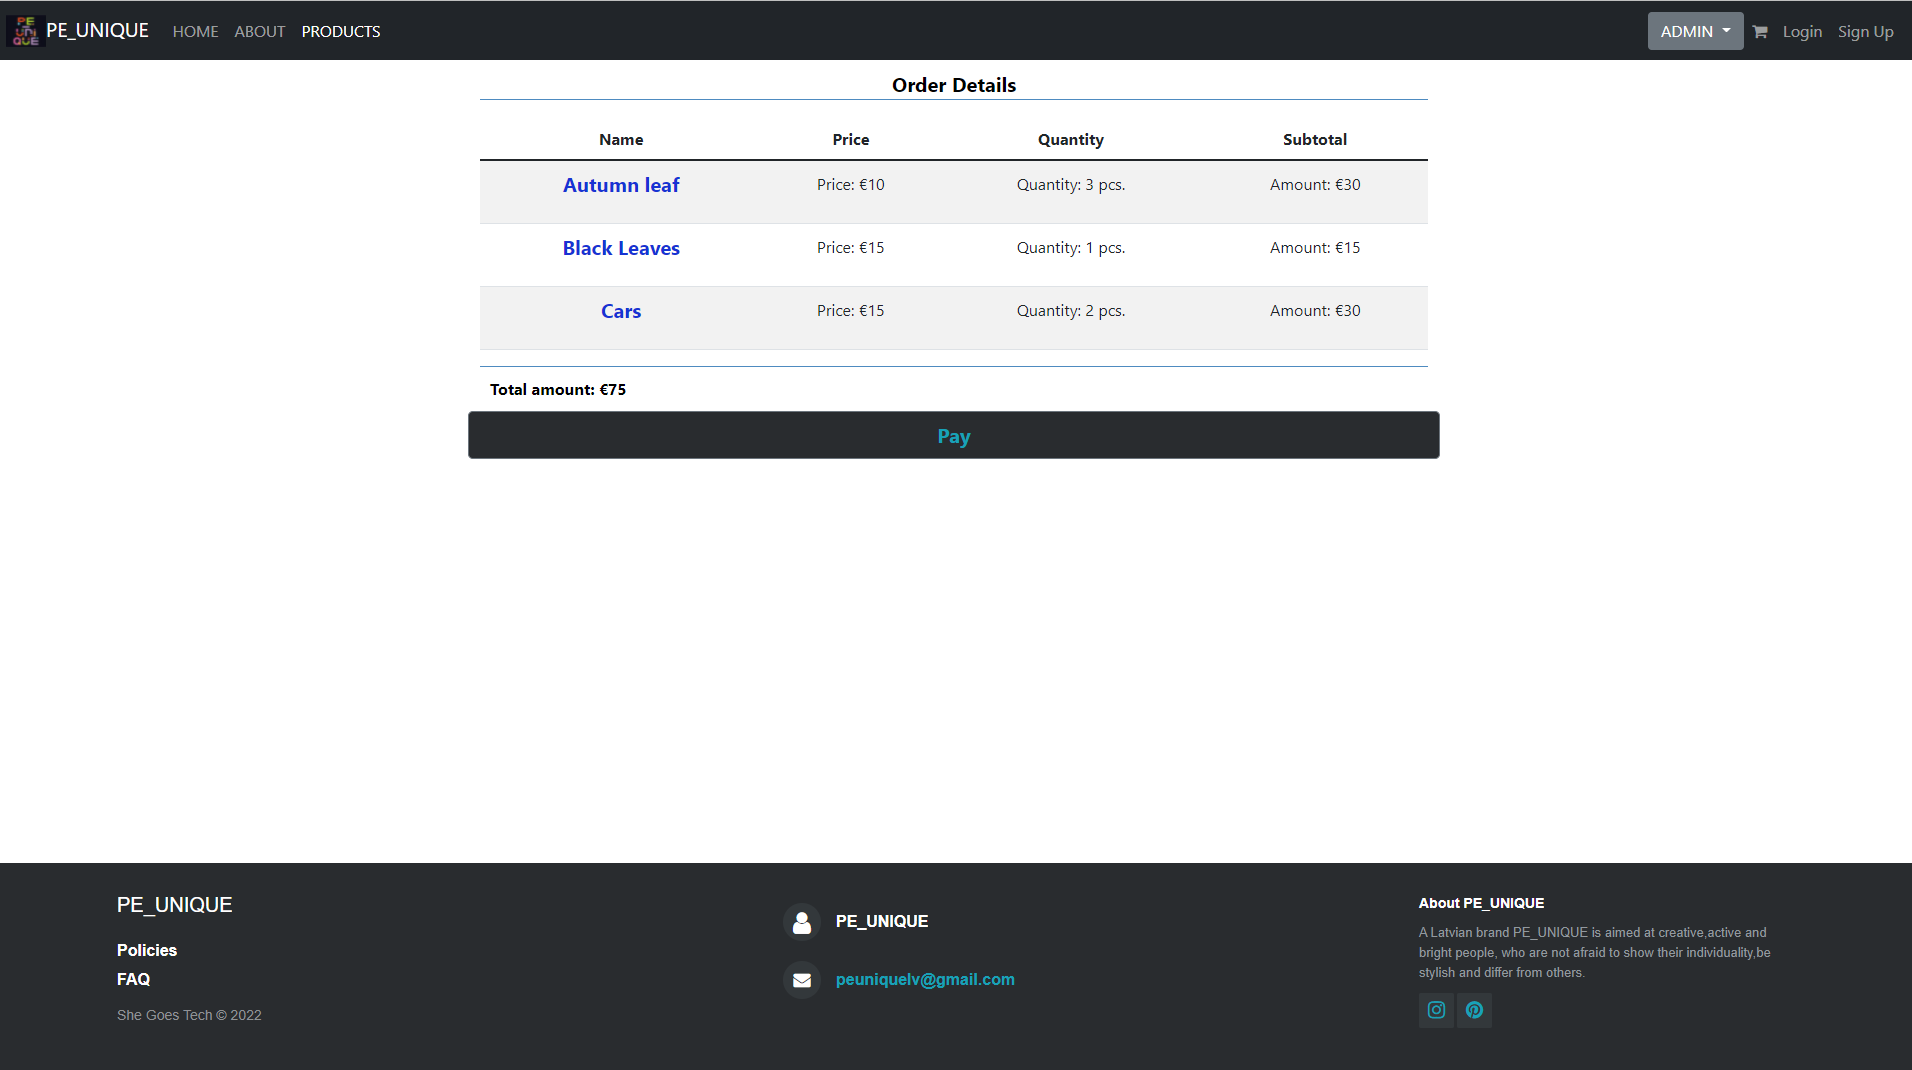 PE UNI QUE PE_UNIQUE HOME ABOUT PRODUCTS ADMIN Login Sign Up
Order Details
Name Price Quantity Subtotal
Autumn leaf Price: €10 Quantity: 3 pcs. Amount: €30
Black Leaves Price: €15 Quantity: 1 pcs. Amount: €15
Cars Price: €15 Quantity: 2 pcs. Amount: €30
Total amount: €75
Pay
PE_UNIQUE
Policies
FAQ
She Goes Tech © 2022
PE_UNIQUE
peuniquelv@gmail.com
About PE_UNIQUE
A Latvian brand PE_UNIQUE is aimed at creative,active and
bright people, who are not afraid to show their individuality,be
stylish and differ from others.